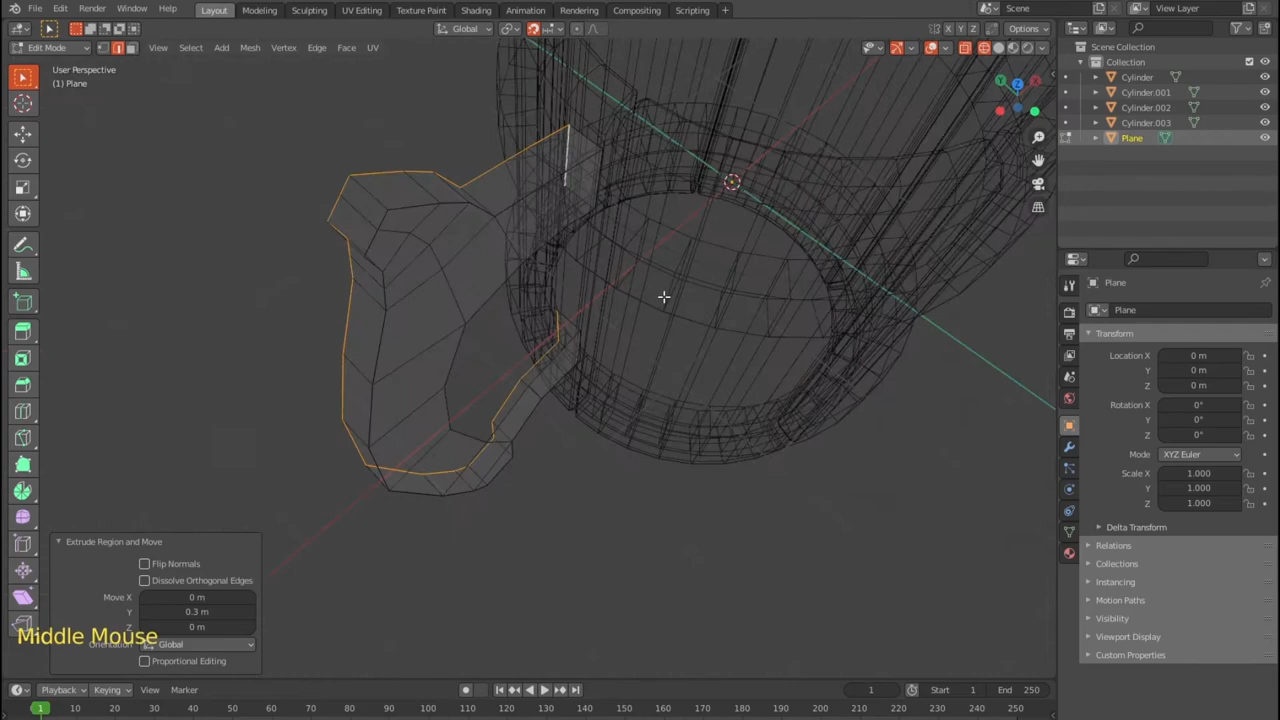 File Edit Render Window Help Layout Modeling Sculpting UV Editing Texture Paint Shading Animation Rendering Compositing Scripting + Scene View Layer
Global Options
Edit Mode View Select Add Mesh Vertex Edge Face UV X Y Z
User Perspective
(1) Plane
Scene Collection
Collection
Cylinder
Cylinder.001
Cylinder.002
Cylinder.003
Plane
Plane
Plane
Transform
Location X 0 m
Y 0 m
Z 0 m
Rotation X 0°
Y 0°
Z 0°
Mode XYZ Euler
Scale X 1.000
Y 1.000
Z 1.000
Delta Transform
Relations
Collections
Instancing
Motion Paths
Visibility
Viewport Display
Custom Properties
Extrude Region and Move
Flip Normals
Dissolve Orthogonal Edges
Move X 0 m
Y 0.3 m
Z 0 m
Orientation Global
Proportional Editing
Middle Mouse
Playback Keying View Marker 1 Start 1 End 250
1 10 20 30 40 50 60 70 80 90 100 110 120 130 140 150 160 170 180 190 200 210 220 230 240 250